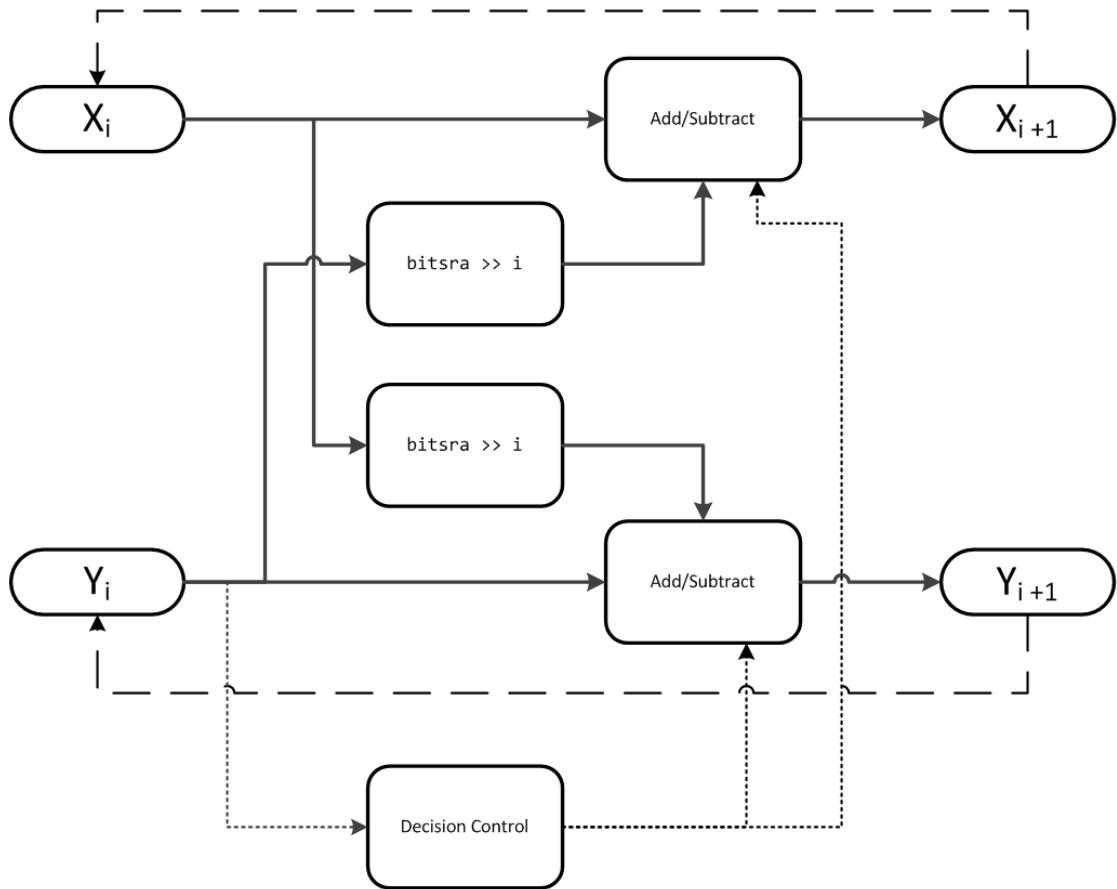 Xi
Add/Subtract
Xi +1
bitsra >> i
bitsra >> i
Yi
Add/Subtract
Yi +1
Decision Control